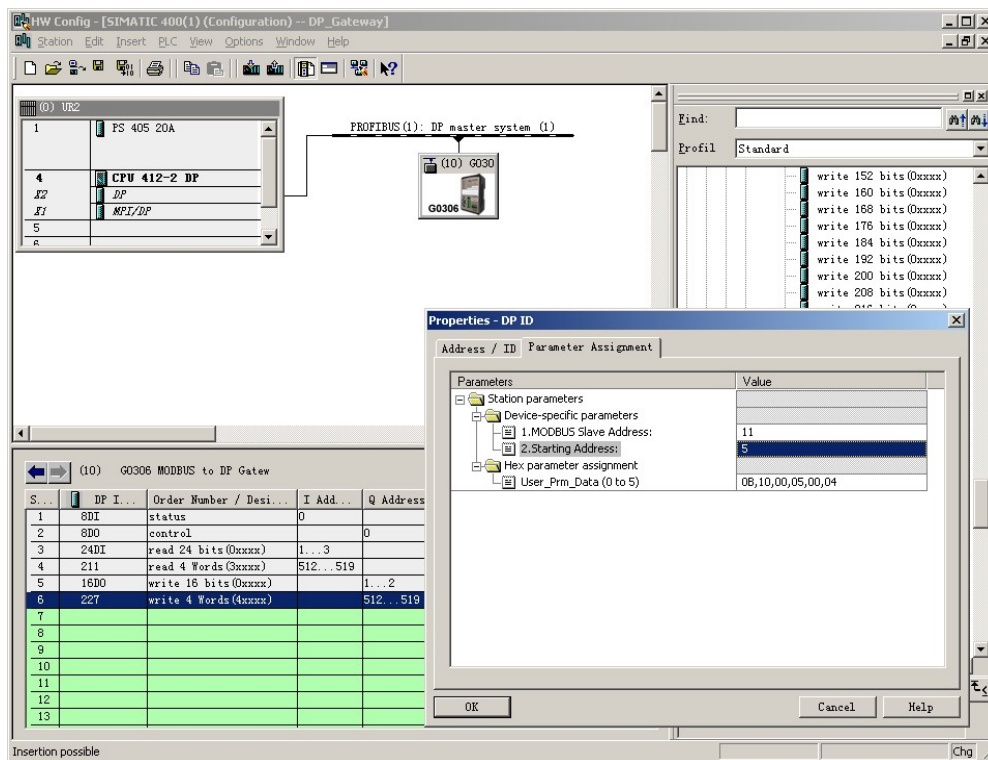 HW Config - [SIMATIC 400(1) (Configuration) -- DP_Gateway]
Station Edit Insert PLC View Options Window Help
(0) UR2
1 PS 405 20A
4 CPU 412-2 DP
X2 DP
X1 MPI/DP
5
6
PROFIBUS(1): DP master system (1)
(10) G030
G0306
Find:
Profil Standard
write 152 bits(0xxxx)
write 160 bits(0xxxx)
write 168 bits(0xxxx)
write 176 bits(0xxxx)
write 184 bits(0xxxx)
write 192 bits(0xxxx)
write 200 bits(0xxxx)
write 208 bits(0xxxx)
Properties - DP ID
Address / ID Parameter Assignment
Parameters Value
Station parameters
Device-specific parameters
1.MODBUS Slave Address: 11
2.Starting Address: 5
Hex parameter assignment
User_Prm_Data (0 to 5) 0B,10,00,05,00,04
OK Cancel Help
(10) G0306 MODBUS to DP Gatew
S... DP I... Order Number / Desi... I Add... Q Address
1 8DI status 0
2 8DO control 0
3 24DI read 24 bits(0xxxx) 1...3
4 211 read 4 Words(3xxxx) 512...519
5 16DO write 16 bits(0xxxx) 1...2
6 227 write 4 Words(4xxxx) 512...519
7
8
9
10
11
12
13
Insertion possible Chg